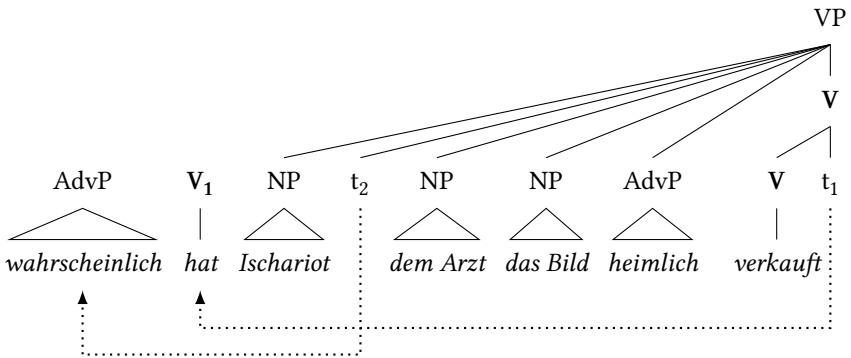 VP
V
AdvP V₁ NP t₂ NP NP AdvP V t₁
wahrscheinlich hat Ischariot dem Arzt das Bild heimlich verkauft